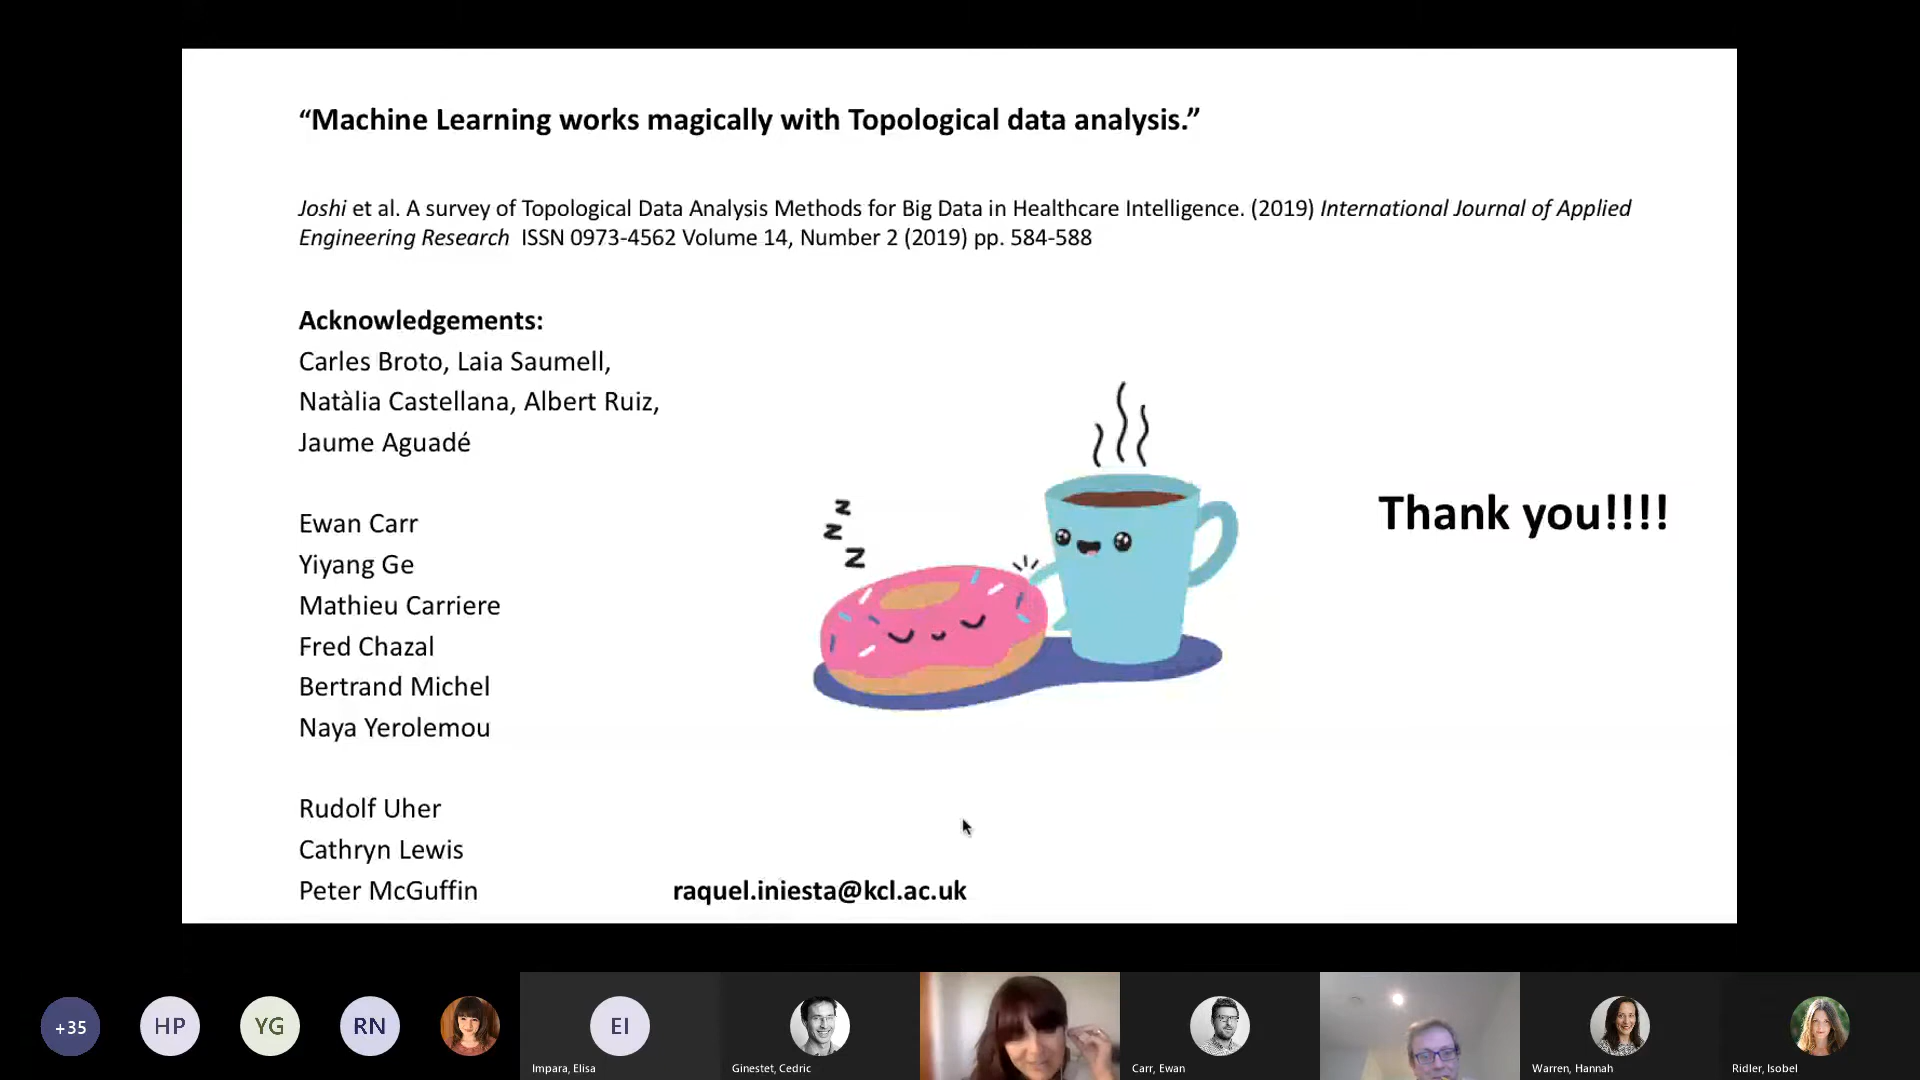 “Machine Learning works magically with Topological data analysis.”
Joshi et al. A survey of Topological Data Analysis Methods for Big Data in Healthcare Intelligence. (2019) International Journal of Applied
Engineering Research ISSN 0973-4562 Volume 14, Number 2 (2019) pp. 584-588
Acknowledgements:
Carles Broto, Laia Saumell,
Natàlia Castellana, Albert Ruiz,
Jaume Aguadé
Ewan Carr
Yiyang Ge
Mathieu Carriere
Fred Chazal
Bertrand Michel
Naya Yerolemou
Rudolf Uher
Cathryn Lewis
Peter McGuffin
z
z
z
Thank you!!!!
raquel.iniesta@kcl.ac.uk
+35
HP
YG
RN
EI
Impara, Elisa
Ginestet, Cedric
Carr, Ewan
Warren, Hannah
Ridler, Isobel